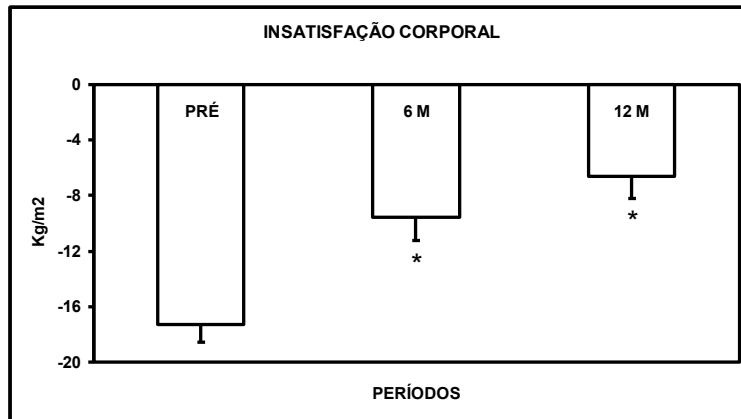 INSATISFAÇÃO CORPORAL
0
-4
-8
-12
-16
-20
Kg/m2
PRÉ
6 M
12 M
*
*
PERÍODOS